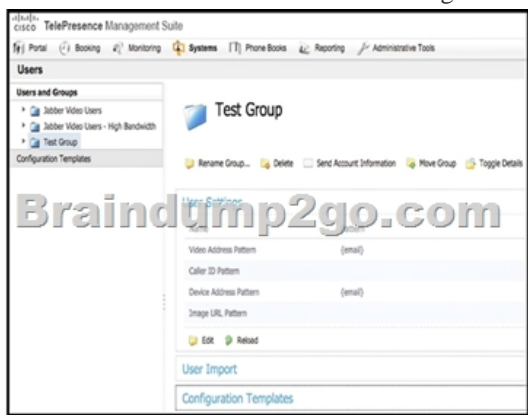 CISCO TelePresence Management Suite
Portal Booking Monitoring Systems Phone Books Reporting Administrative Tools
Users
Users and Groups
Jabber Video Users
Jabber Video Users - High Bandwidth
Test Group
Configuration Templates
Test Group
Rename Group... Delete Send Account Information Move Group Toggle Details
Braindump2go.com
User Settings
Video Address Pattern {email}
Caller ID Pattern
Device Address Pattern {email}
Image URL Pattern
Edit Reload
User Import
Configuration Templates